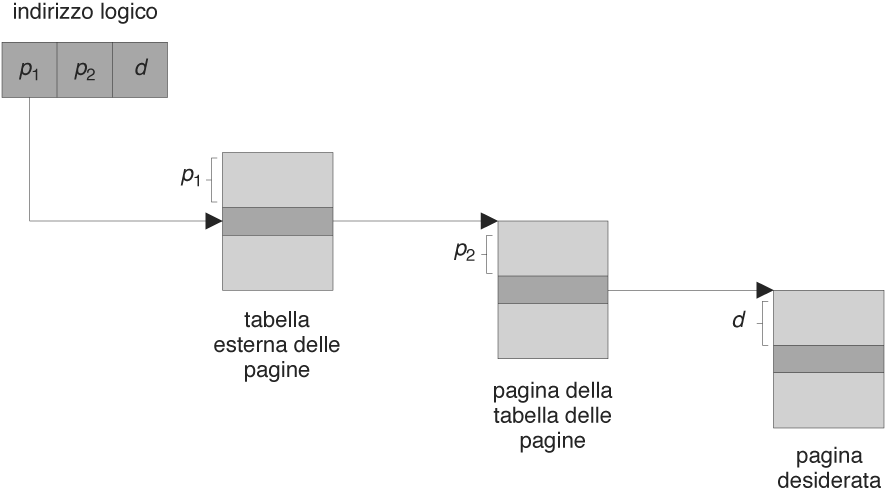 indirizzo logico
p1 p2 d
p1
tabella
esterna delle
pagine
p2
pagina della
tabella delle
pagine
d
pagina
desiderata